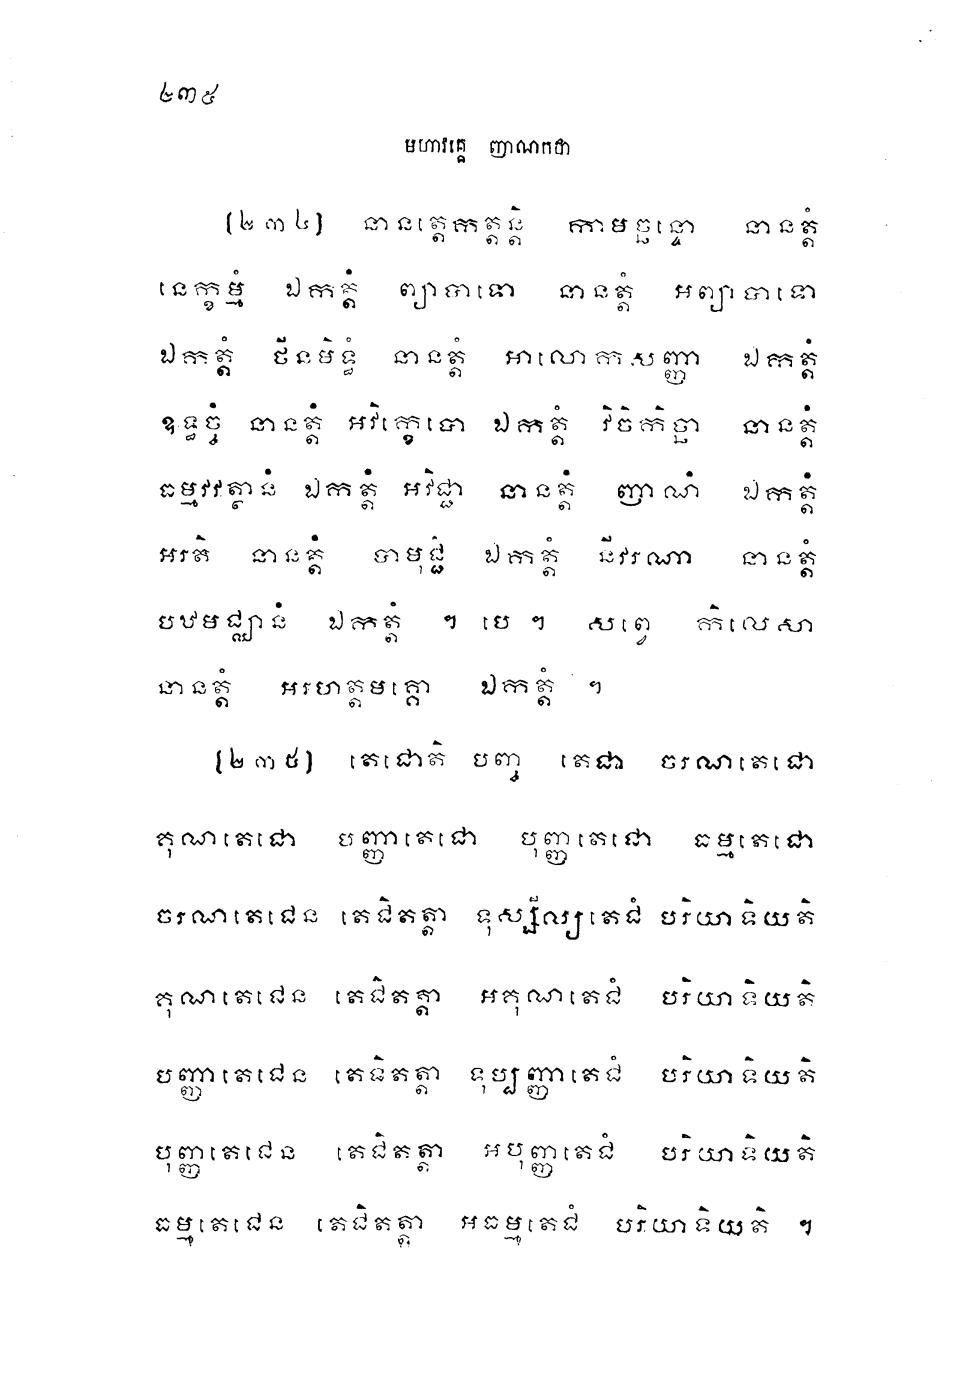 ២៣៥
មហាវគ្គេ ញាណកថា
(២៣៤) នានត្តេកត្តន្តិ កាមច្ឆន្ទោ នានត្តំ
នេក្ខម្មំ ឯកត្តំ ព្យាបាទោ នានត្តំ អព្យាបាទោ
ឯកត្តំ ថីនមិទ្ធំ នានត្តំ អាលោកសញ្ញា ឯកត្តំ
ឧទ្ធច្ចំ នានត្តំ អវិក្ខេបោ ឯកត្តំ វិចិកិច្ឆា នានត្តំ
ធម្មវវត្ថានំ ឯកត្តំ អវិជ្ជា នានត្តំ ញាណំ ឯកត្តំ
អរតិ នានត្តំ បាមុជ្ជំ ឯកត្តំ នីវរណា នានត្តំ
បឋមជ្ឈានំ ឯកត្តំ ។ បេ ។ សព្វេ កិលេសា
នានត្តំ អរហត្តមគ្គោ ឯកត្តំ ។
(២៣៥) តេជោតិ បញ្ច តេជា ចរណតេជោ
គុណតេជោ បញ្ញាតេជោ បុញ្ញតេជោ ធម្មតេជោ
ចរណតេជេន តេជិតត្តា ទុស្សីល្យតេជំ បរិយាទិយតិ
គុណតេជេន តេជិតត្តា អគុណតេជំ បរិយាទិយតិ
បញ្ញាតេជេន តេជិតត្តា ទុប្បញ្ញាតេជំ បរិយាទិយតិ
បុញ្ញតេជេន តេជិតត្តា អបុញ្ញតេជំ បរិយាទិយតិ
ធម្មតេជេន តេជិតត្តា អធម្មតេជំ បរិយាទិយតិ ។